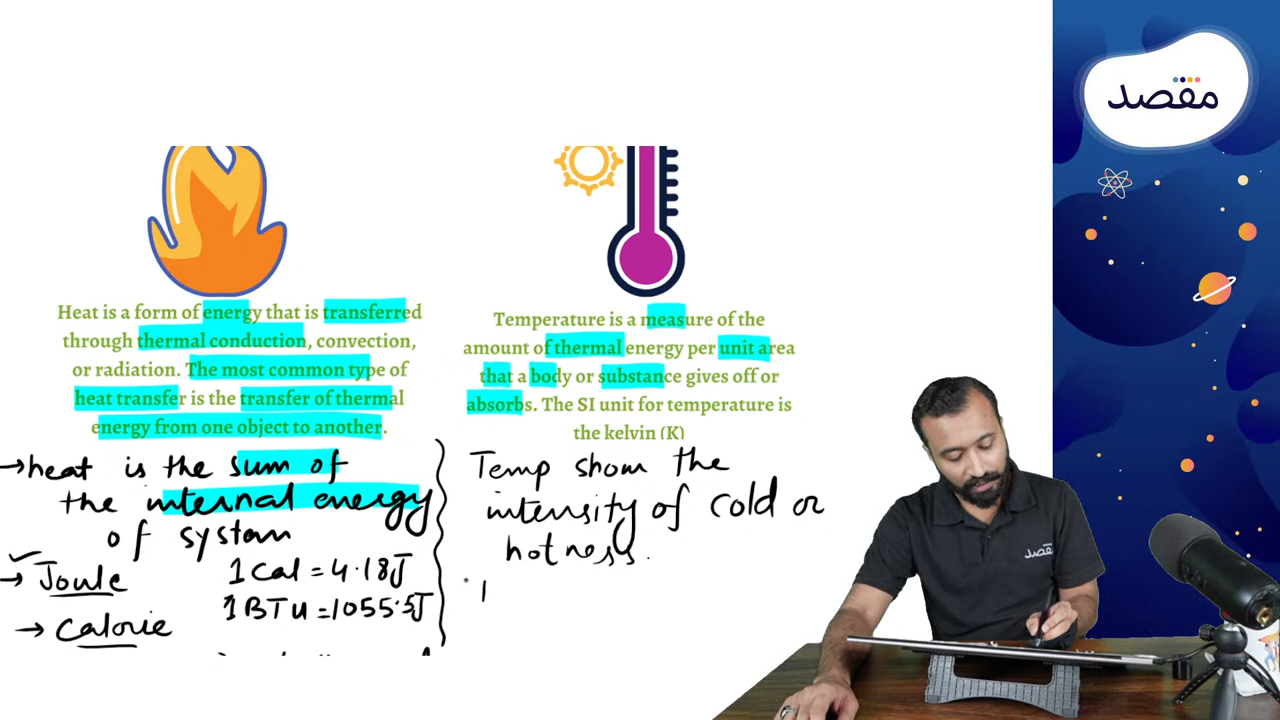 مقصد
Heat is a form of energy that is transferred
through thermal conduction, convection,
or radiation. The most common type of
heat transfer is the transfer of thermal
energy from one object to another.
Temperature is a measure of the
amount of thermal energy per unit area
that a body or substance gives off or
absorbs. The SI unit for temperature is
the kelvin (K)
→heat is the sum of
the internal energy
of system
→ Joule
1 Cal = 4.18J
1 BTu =1055.5J
→ Calorie
Temp show the
intensity of cold or
hotness.
مقصد